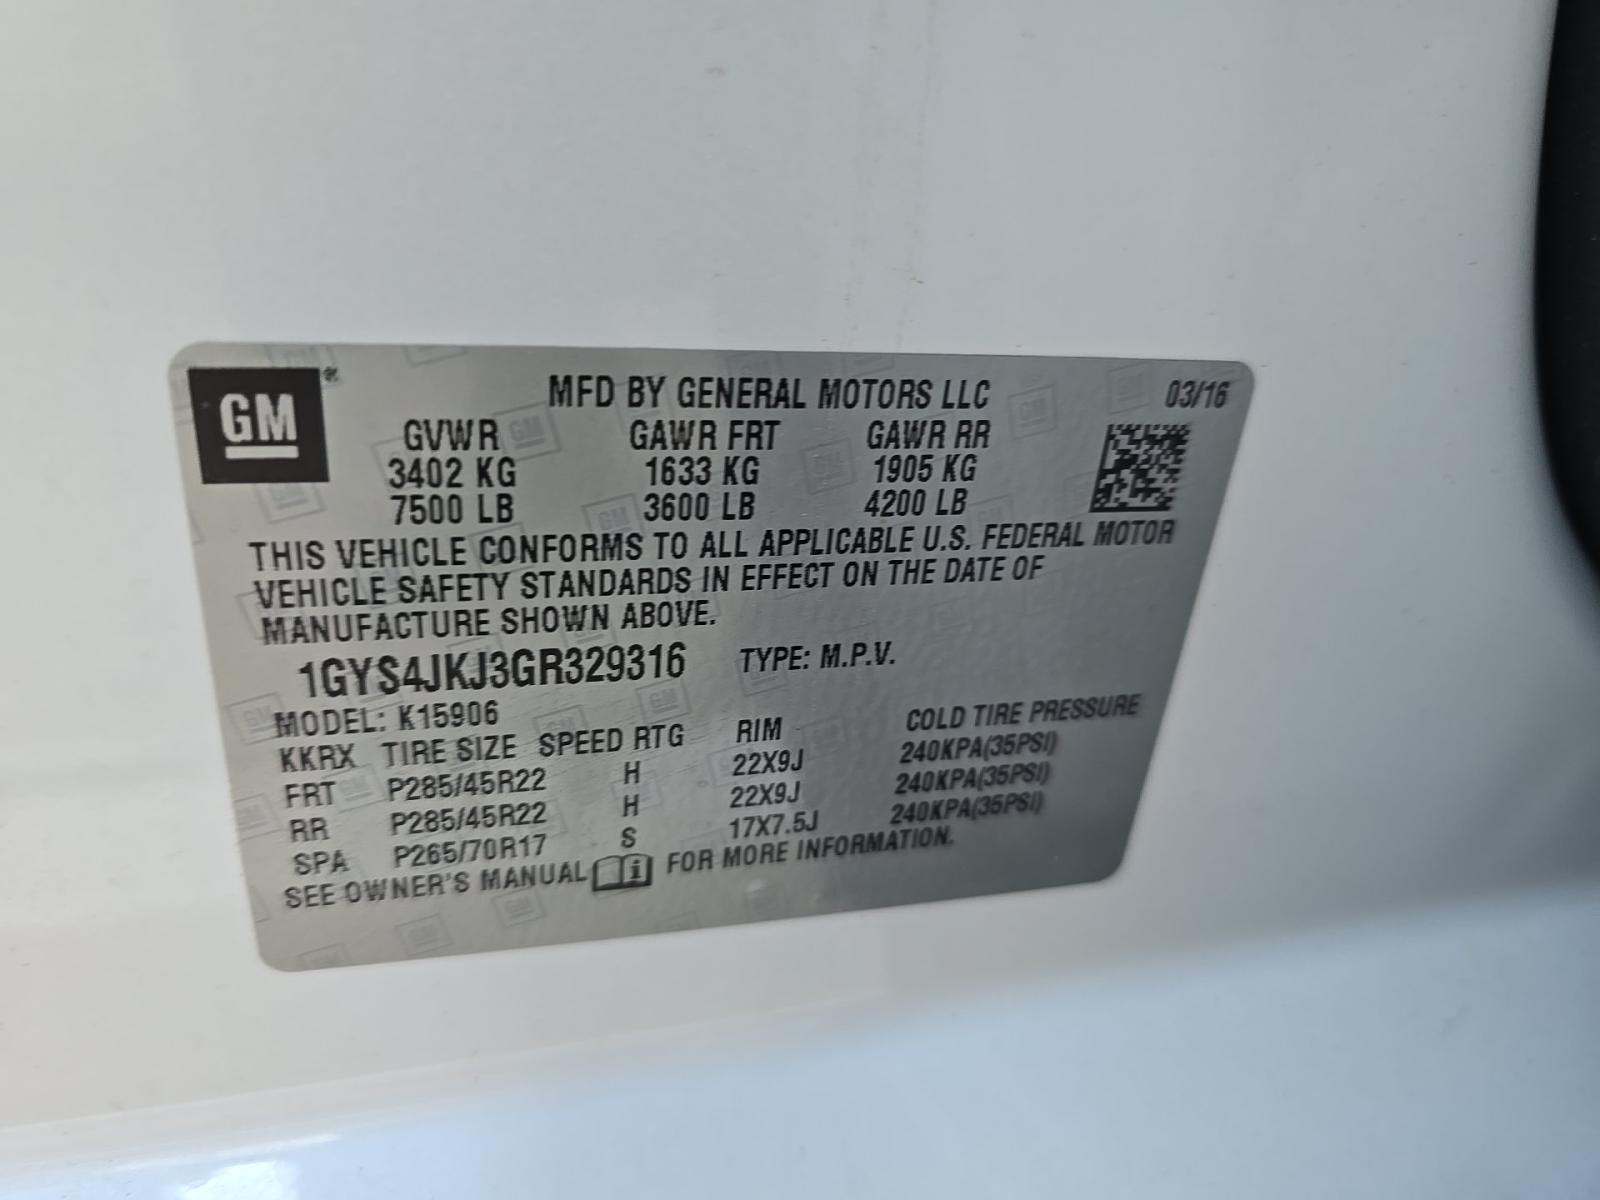 GM
MFD BY GENERAL MOTORS LLC 03/16
GVWR GAWR FRT GAWR RR
3402 KG 1633 KG 1905 KG
7500 LB 3600 LB 4200 LB
THIS VEHICLE CONFORMS TO ALL APPLICABLE U.S. FEDERAL MOTOR
VEHICLE SAFETY STANDARDS IN EFFECT ON THE DATE OF
MANUFACTURE SHOWN ABOVE.
1GYS4JKJ3GR329316 TYPE: M.P.V.
MODEL: K15906
KKRX TIRE SIZE SPEED RTG RIM COLD TIRE PRESSURE
FRT P285/45R22 H 22X9J 240KPA(35PSI)
RR P285/45R22 H 22X9J 240KPA(35PSI)
SPA P265/70R17 S 17X7.5J 240KPA(35PSI)
SEE OWNER'S MANUAL FOR MORE INFORMATION.